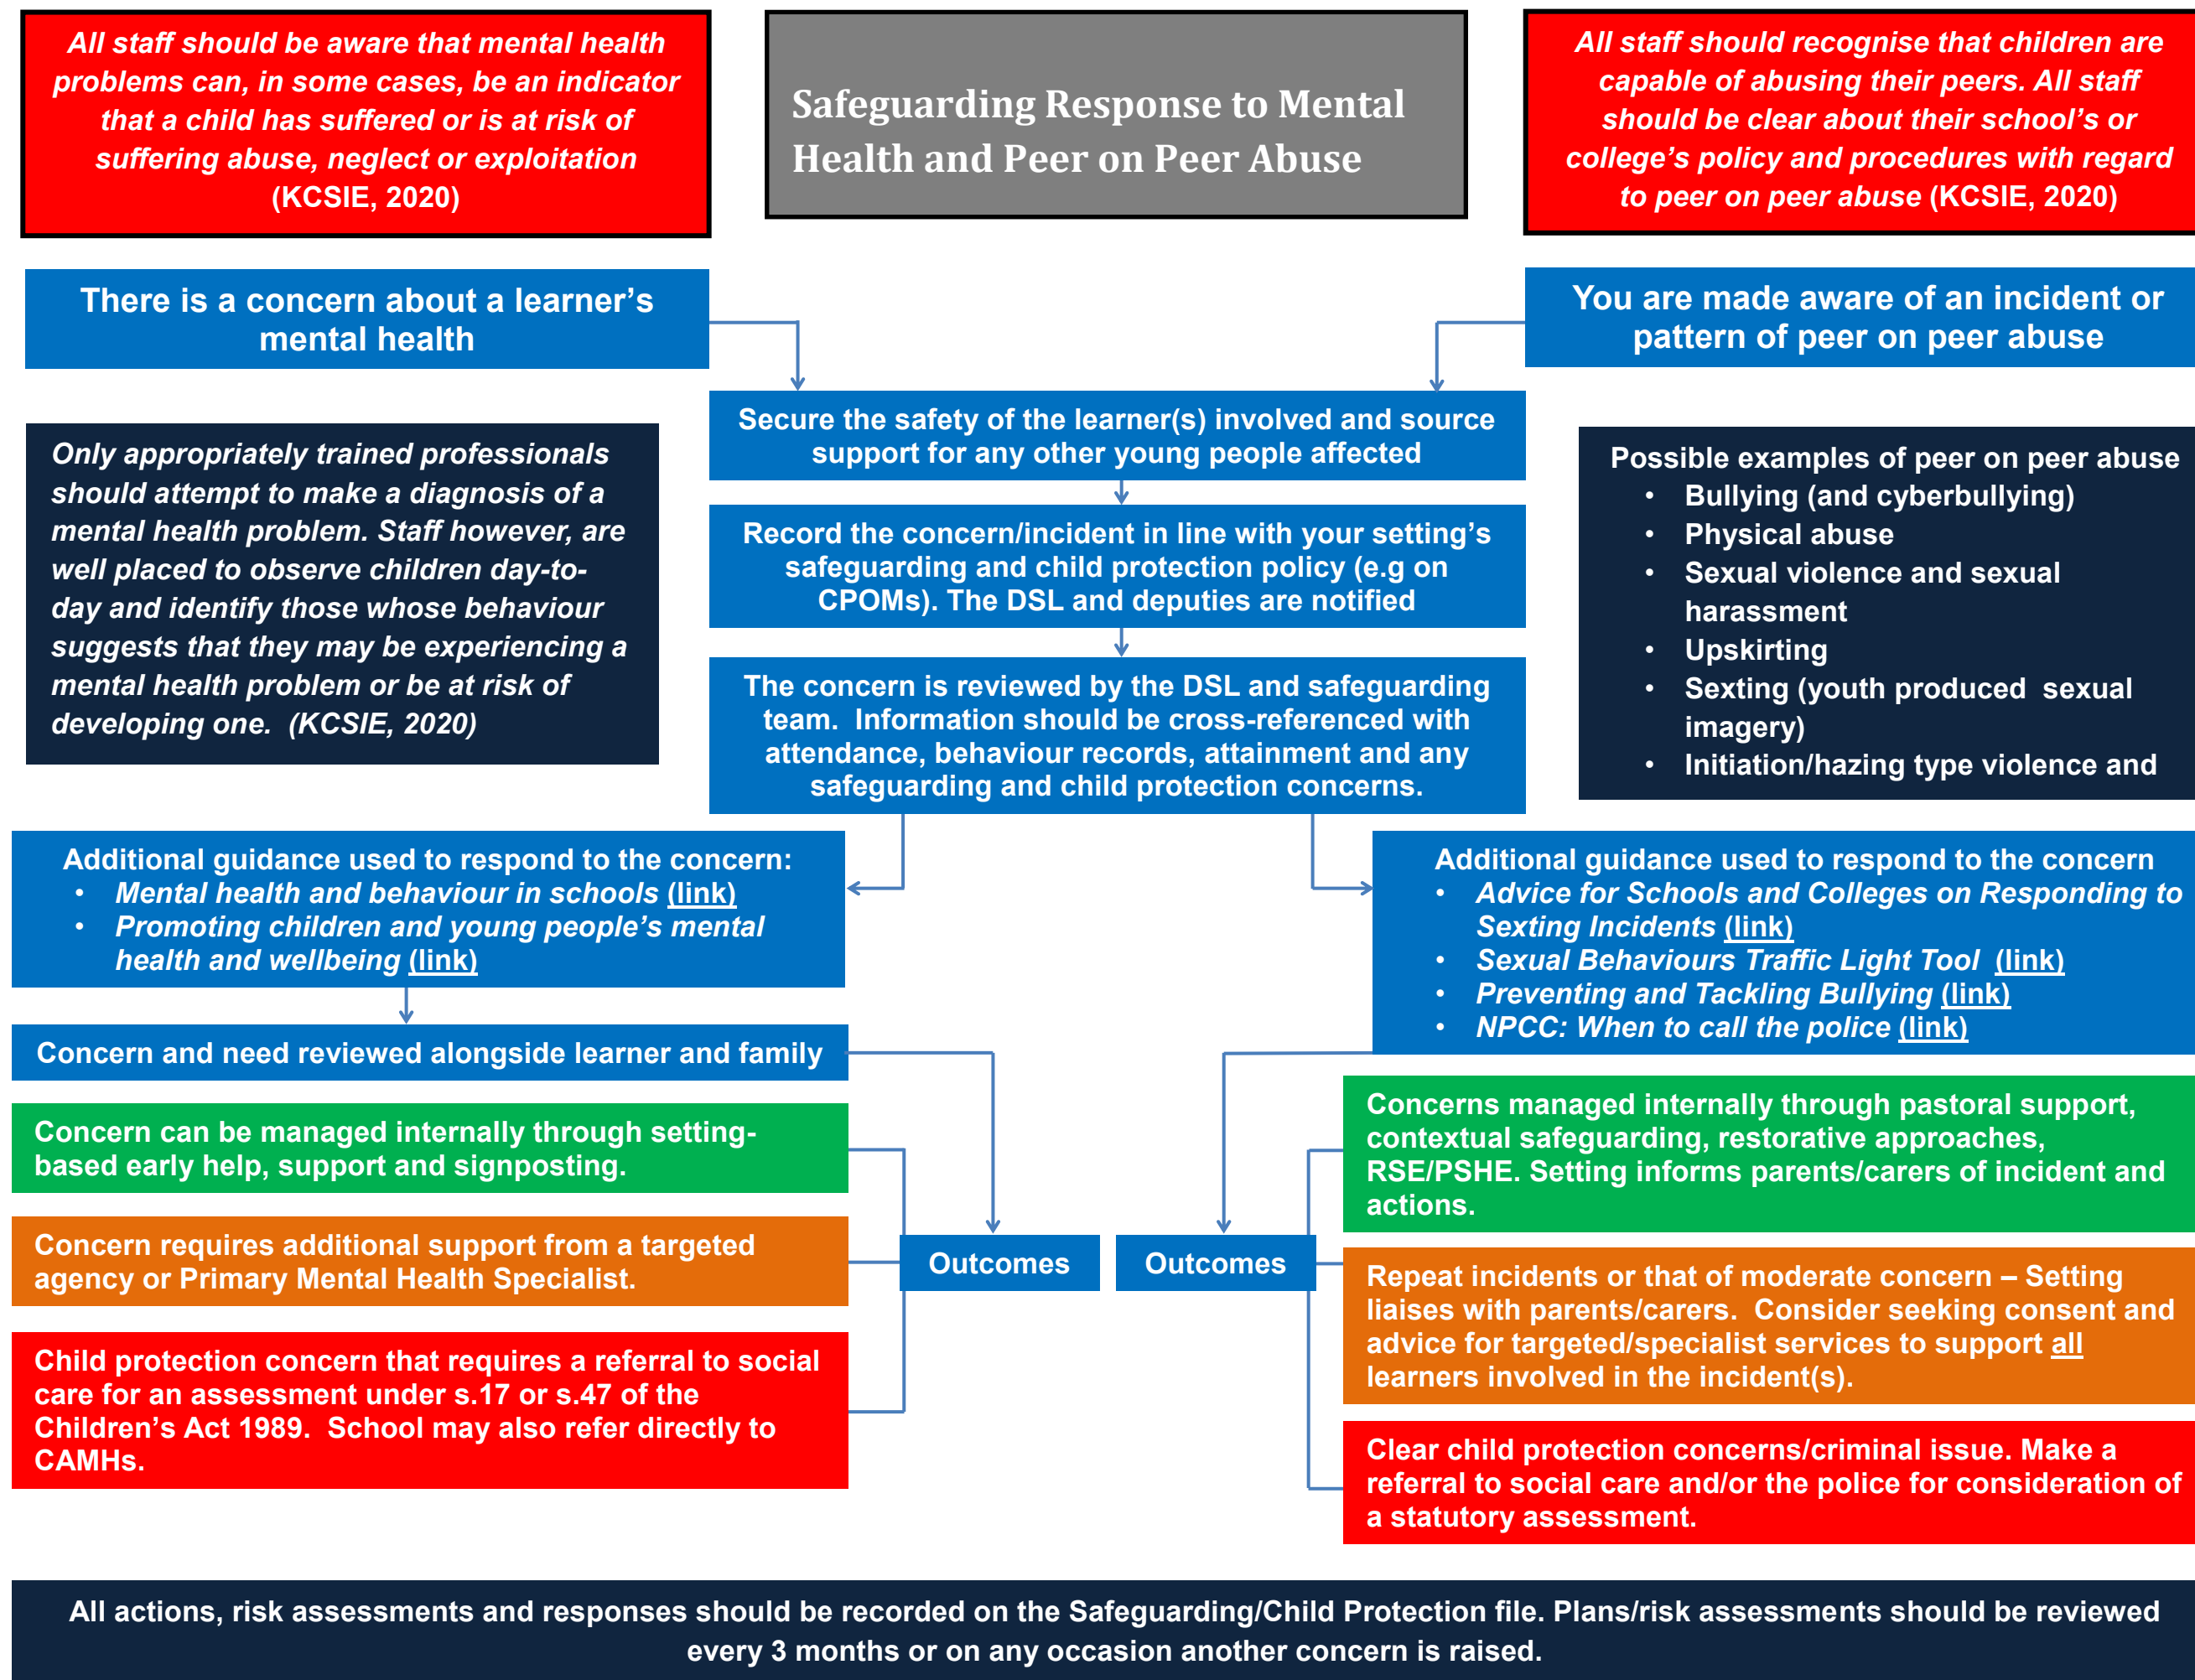 All staff should be aware that mental health
problems can, in some cases, be an indicator
that a child has suffered or is at risk of
suffering abuse, neglect or exploitation
(KCSIE, 2020)
Safeguarding Response to Mental
Health and Peer on Peer Abuse
All staff should recognise that children are
capable of abusing their peers. All staff
should be clear about their school’s or
college’s policy and procedures with regard
to peer on peer abuse (KCSIE, 2020)
There is a concern about a learner’s
mental health
You are made aware of an incident or
pattern of peer on peer abuse
Secure the safety of the learner(s) involved and source
support for any other young people affected
Only appropriately trained professionals
should attempt to make a diagnosis of a
mental health problem. Staff however, are
well placed to observe children day-to-
day and identify those whose behaviour
suggests that they may be experiencing a
mental health problem or be at risk of
developing one.  (KCSIE, 2020)
Record the concern/incident in line with your setting’s
safeguarding and child protection policy (e.g on
CPOMs). The DSL and deputies are notified
Possible examples of peer on peer abuse
• Bullying (and cyberbullying)
• Physical abuse
• Sexual violence and sexual
harassment
• Upskirting
• Sexting (youth produced  sexual
imagery)
• Initiation/hazing type violence and
The concern is reviewed by the DSL and safeguarding
team.  Information should be cross-referenced with
attendance, behaviour records, attainment and any
safeguarding and child protection concerns.
Additional guidance used to respond to the concern:
• Mental health and behaviour in schools (link)
• Promoting children and young people’s mental
health and wellbeing (link)
Additional guidance used to respond to the concern
• Advice for Schools and Colleges on Responding to
Sexting Incidents (link)
• Sexual Behaviours Traffic Light Tool  (link)
• Preventing and Tackling Bullying (link)
• NPCC: When to call the police (link)
Concern and need reviewed alongside learner and family
Concern can be managed internally through setting-
based early help, support and signposting.
Concern requires additional support from a targeted
agency or Primary Mental Health Specialist.
Child protection concern that requires a referral to social
care for an assessment under s.17 or s.47 of the
Children’s Act 1989.  School may also refer directly to
CAMHs.
Outcomes
Outcomes
Concerns managed internally through pastoral support,
contextual safeguarding, restorative approaches,
RSE/PSHE. Setting informs parents/carers of incident and
actions.
Repeat incidents or that of moderate concern – Setting
liaises with parents/carers.  Consider seeking consent and
advice for targeted/specialist services to support all
learners involved in the incident(s).
Clear child protection concerns/criminal issue. Make a
referral to social care and/or the police for consideration of
a statutory assessment.
All actions, risk assessments and responses should be recorded on the Safeguarding/Child Protection file. Plans/risk assessments should be reviewed
every 3 months or on any occasion another concern is raised.